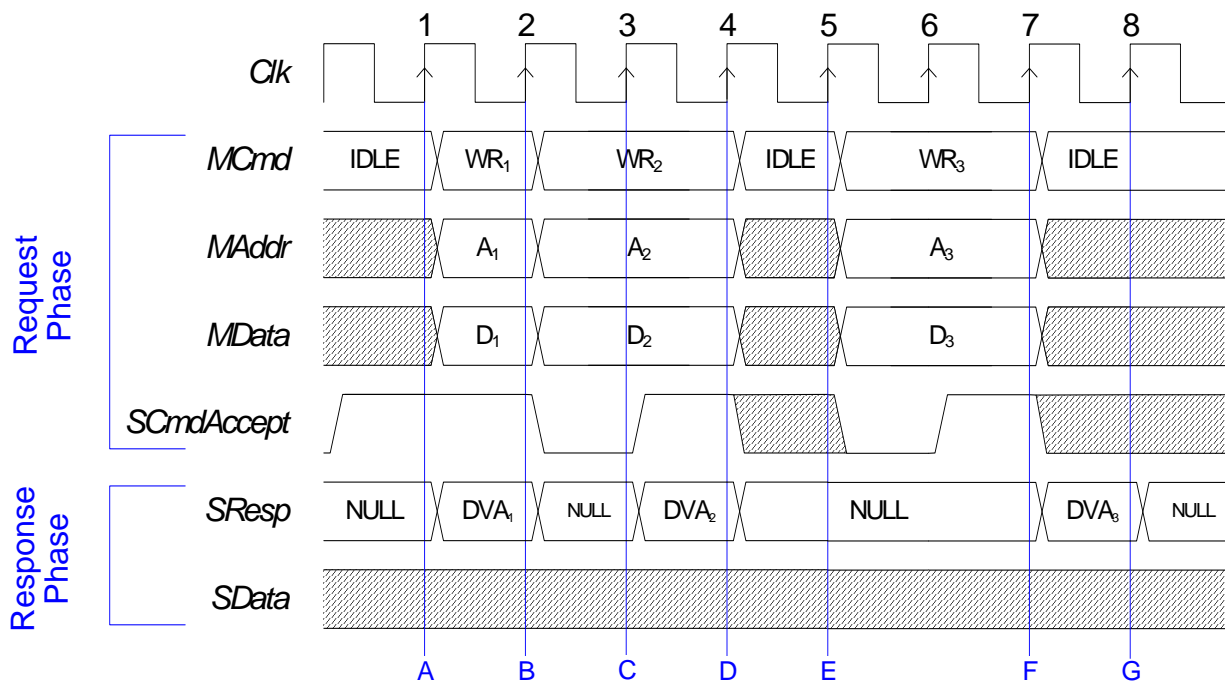 1 2 3 4 5 6 7 8
Clk
Request Phase
MCmd IDLE WR₁ WR₂ IDLE WR₃ IDLE
MAddr A₁ A₂ A₃
MData D₁ D₂ D₃
SCmdAccept
Response Phase
SResp NULL DVA₁ NULL DVA₂ NULL DVA₃ NULL
SData
A B C D E F G